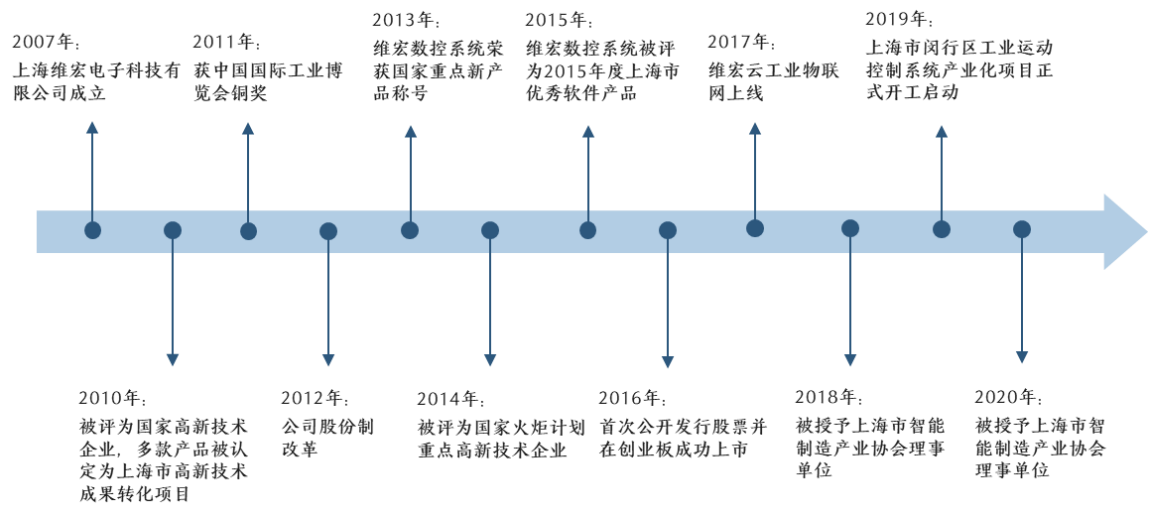 2007年:
上海维宏电子科技有
限公司成立
2010年:
被评为国家高新技术
企业，多款产品被认
定为上海市高新技术
成果转化项目
2011年:
获中国国际工业博
览会铜奖
2012年:
公司股份制
改革
2013年:
维宏数控系统荣
获国家重点新产
品称号
2014年:
被评为国家火炬计划
重点高新技术企业
2015年:
维宏数控系统被评
为2015年度上海市
优秀软件产品
2016年:
首次公开发行股票并
在创业板成功上市
2017年:
维宏云工业物联
网上线
2018年:
被授予上海市智能
制造产业协会理事
单位
2019年:
上海市闵行区工业运动
控制系统产业化项目正
式开工启动
2020年:
被授予上海市智
能制造产业协会
理事单位